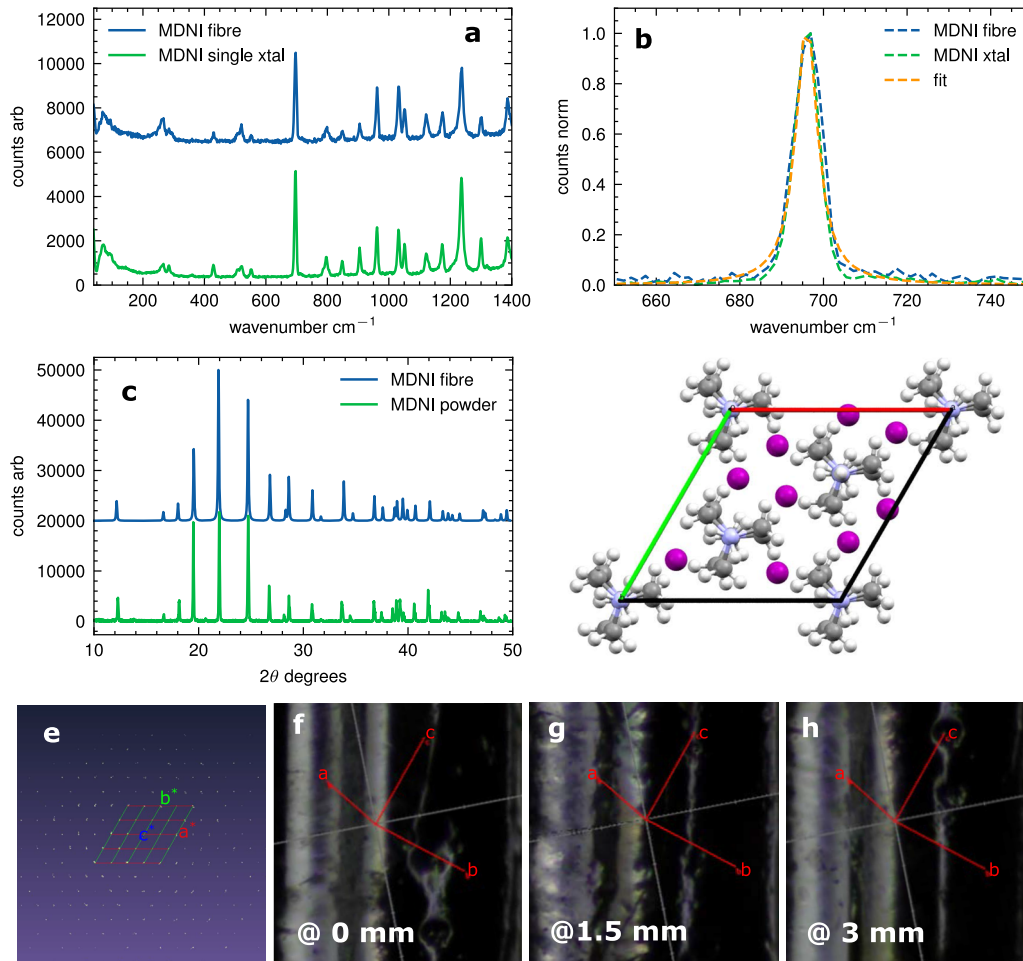 12000
10000
8000
6000
4000
2000
0
counts arb
MDNI fibre
MDNI single xtal
a
200 400 600 800 1000 1200 1400
wavenumber cm⁻¹
1.0
0.8
0.6
0.4
0.2
0.0
counts norm
b
MDNI fibre
MDNI xtal
fit
660 680 700 720 740
wavenumber cm⁻¹
50000
40000
30000
20000
10000
0
counts arb
c
MDNI fibre
MDNI powder
10 20 30 40 50
2θ degrees
e
b*
c*
a*
f
c
a
b
@ 0 mm
g
c
a
b
@1.5 mm
h
c
a
b
@ 3 mm